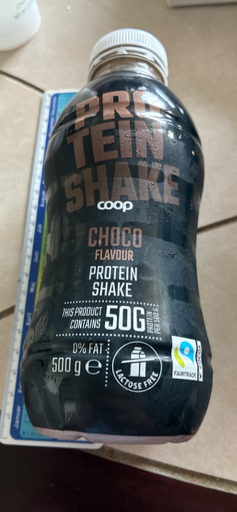 PRO
TEIN
SHAKE
coop
CHOCO
FLAVOUR
PROTEIN
SHAKE
THIS PRODUCT
CONTAINS
50G
PROTEIN
PER 500 G
0% FAT
500 g e
LACTOSE FREE
FAIRTRADE